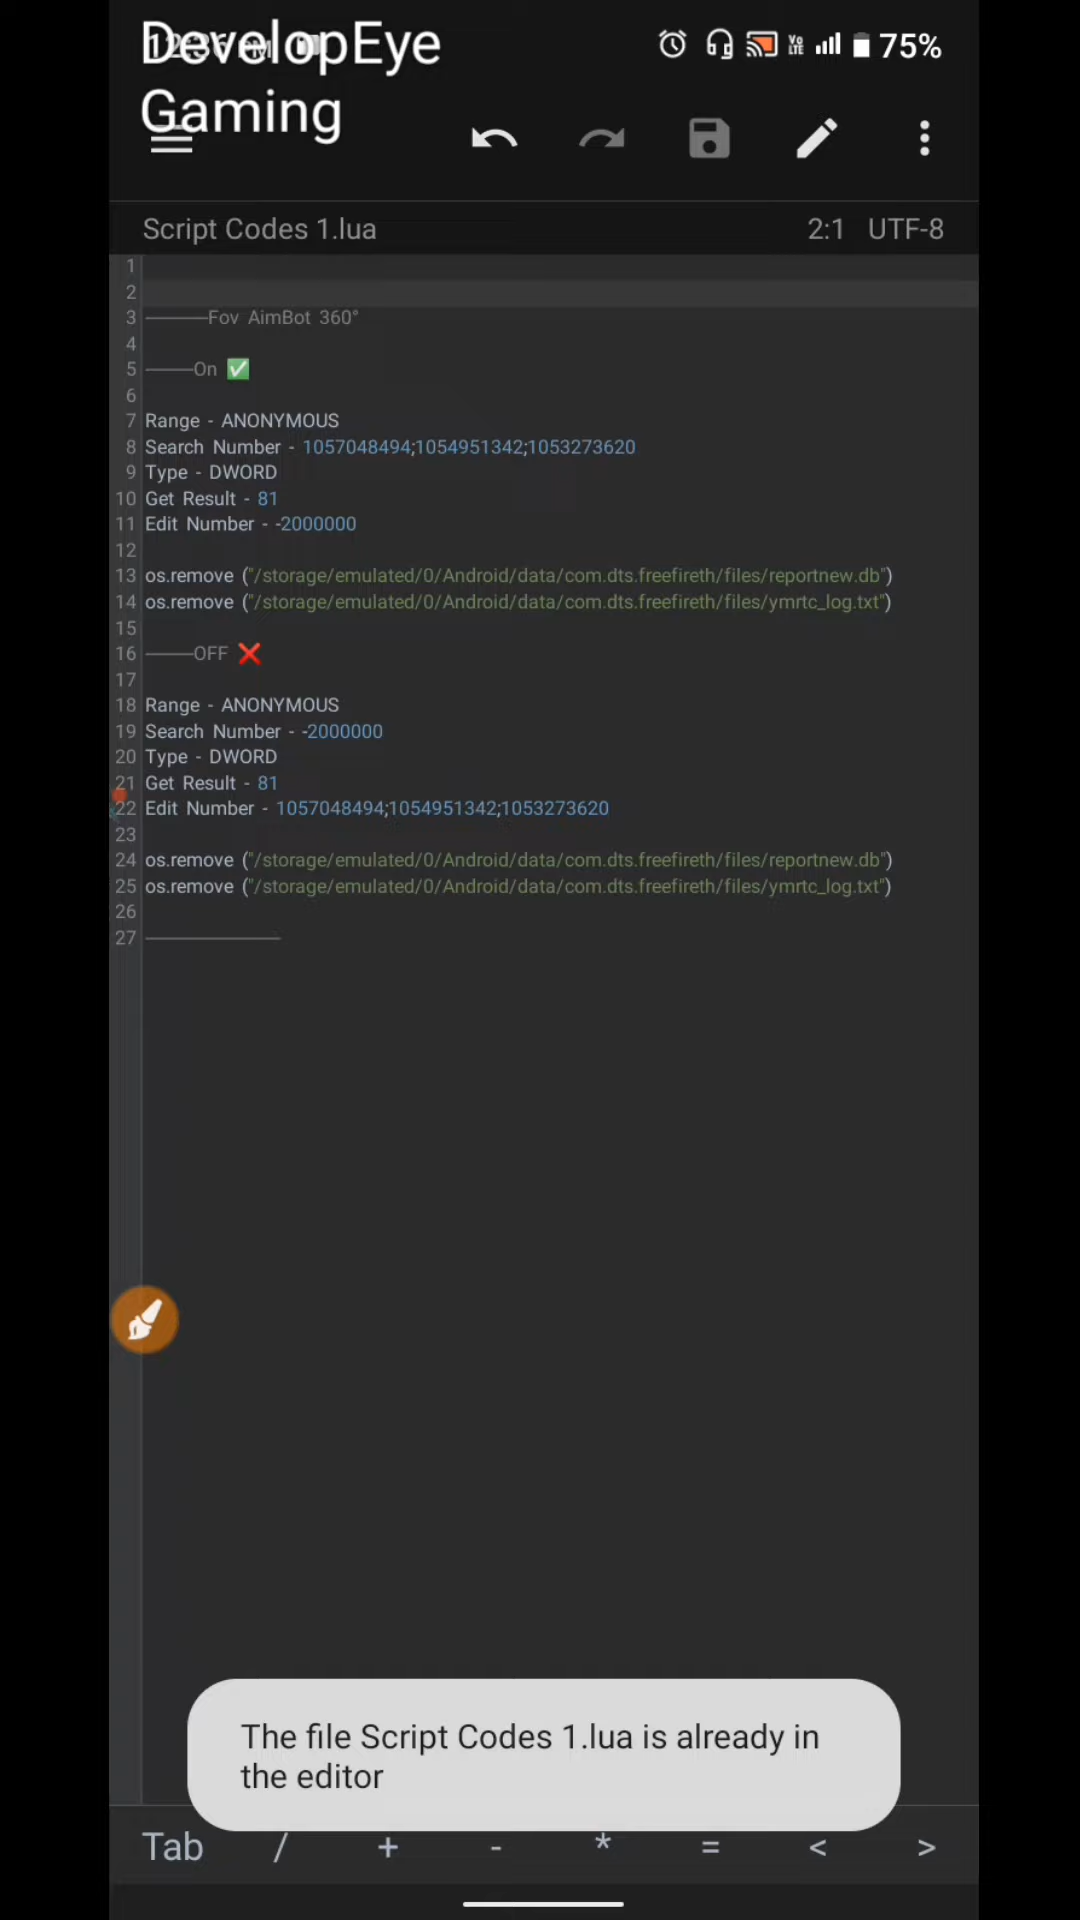 DevelopEye
Gaming
12:36 PM
75%
Script Codes 1.lua
2:1 UTF-8
1
2
3 ————Fov AimBot 360°
4
5 ———On ✅
6
7 Range - ANONYMOUS
8 Search Number - 1057048494;1054951342;1053273620
9 Type - DWORD
10 Get Result - 81
11 Edit Number - -2000000
12
13 os.remove ("/storage/emulated/0/Android/data/com.dts.freefireth/files/reportnew.db")
14 os.remove ("/storage/emulated/0/Android/data/com.dts.freefireth/files/ymrtc_log.txt")
15
16 ———OFF ❌
17
18 Range - ANONYMOUS
19 Search Number - -2000000
20 Type - DWORD
21 Get Result - 81
22 Edit Number - 1057048494;1054951342;1053273620
23
24 os.remove ("/storage/emulated/0/Android/data/com.dts.freefireth/files/reportnew.db")
25 os.remove ("/storage/emulated/0/Android/data/com.dts.freefireth/files/ymrtc_log.txt")
26
27 ————————
The file Script Codes 1.lua is already in
the editor
Tab / + - * = < >